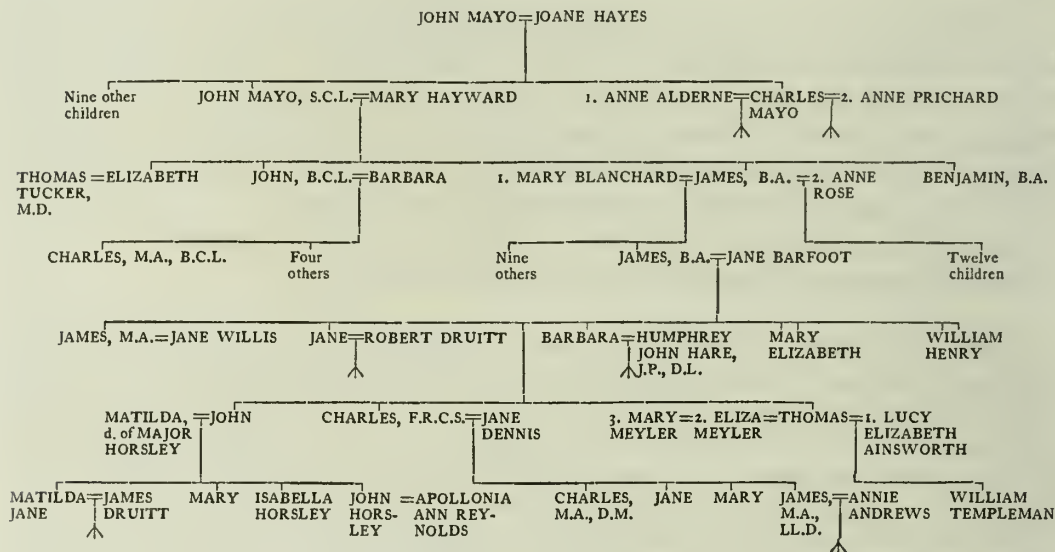 JOHN MAYO=JOANE HAYES
Nine other children
JOHN MAYO, S.C.L.=MARY HAYWARD
1. ANNE ALDERNE=CHARLES MAYO=2. ANNE PRICHARD
THOMAS TUCKER, M.D.=ELIZABETH
JOHN, B.C.L.=BARBARA
1. MARY BLANCHARD=JAMES, B.A.=2. ANNE ROSE
BENJAMIN, B.A.
CHARLES, M.A., B.C.L.
Four others
Nine others
JAMES, B.A.=JANE BARFOOT
Twelve children
JAMES, M.A.=JANE WILLIS
JANE=ROBERT DRUITT
BARBARA=HUMPHREY JOHN HARE, J.P., D.L.
MARY ELIZABETH
WILLIAM HENRY
MATILDA, d. of MAJOR HORSLEY=JOHN
CHARLES, F.R.C.S.=JANE DENNIS
3. MARY MEYLER=2. ELIZA MEYLER=THOMAS=1. LUCY ELIZABETH AINSWORTH
MATILDA JANE=JAMES DRUITT
MARY
ISABELLA HORSLEY
JOHN HORSLEY=APOLLONIA ANN REYNOLDS
CHARLES, M.A., D.M.
JANE
MARY
JAMES, M.A., LL.D.=ANNIE ANDREWS
WILLIAM TEMPLEMAN